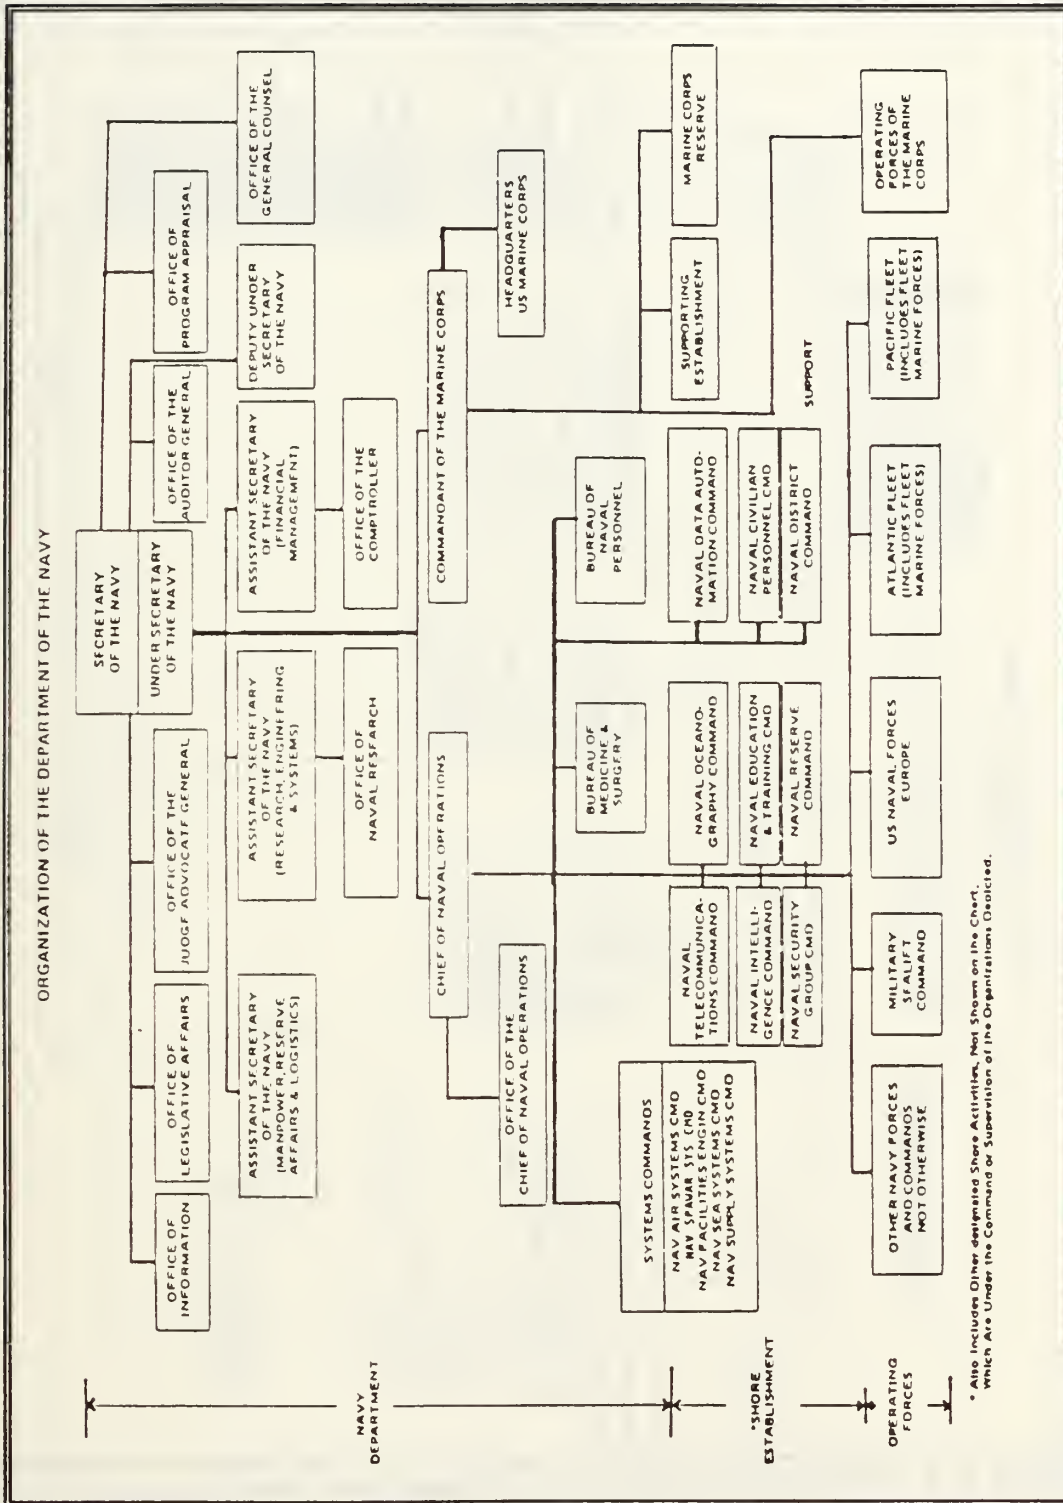 ORGANIZATION OF THE DEPARTMENT OF THE NAVY
SECRETARY
OF THE NAVY
UNDER SECRETARY
OF THE NAVY
OFFICE OF
INFORMATION
OFFICE OF
LEGISLATIVE AFFAIRS
OFFICE OF THE
JUDGE ADVOCATE GENERAL
OFFICE OF THE
AUDITOR GENERAL
OFFICE OF
PROGRAM APPRAISAL
ASSISTANT SECRETARY
OF THE NAVY
(MANPOWER, RESERVE
AFFAIRS & LOGISTICS)
ASSISTANT SECRETARY
OF THE NAVY
(RESEARCH, ENGINEERING
& SYSTEMS)
ASSISTANT SECRETARY
OF THE NAVY
(FINANCIAL
MANAGEMENT)
DEPUTY UNDER
SECRETARY
OF THE NAVY
OFFICE OF THE
GENERAL COUNSEL
OFFICE OF
NAVAL RESEARCH
OFFICE OF THE
COMPTROLLER
NAVY
DEPARTMENT
CHIEF OF NAVAL OPERATIONS
COMMANDANT OF THE MARINE CORPS
OFFICE OF THE
CHIEF OF NAVAL OPERATIONS
HEADQUARTERS
US MARINE CORPS
BUREAU OF
MEDICINE &
SURGERY
BUREAU OF
NAVAL
PERSONNEL
SYSTEMS COMMANDS
NAV AIR SYSTEMS CMD
NAV SPAWAR SYS CMD
NAV FACILITIES ENGIN CMD
NAV SEA SYSTEMS CMD
NAV SUPPLY SYSTEMS CMD
NAVAL
TELECOMMUNICA-
TIONS COMMAND
NAVAL OCEANO-
GRAPHY COMMAND
NAVAL DATA AUTO-
MATION COMMAND
SUPPORTING
ESTABLISHMENT
MARINE CORPS
RESERVE
*SHORE
ESTABLISHMENT
NAVAL INTELLI-
GENCE COMMAND
NAVAL EDUCATION
& TRAINING CMD
NAVAL CIVILIAN
PERSONNEL CMD
NAVAL SECURITY
GROUP CMD
NAVAL RESERVE
COMMAND
NAVAL DISTRICT
COMMAND
SUPPORT
OPERATING
FORCES
OTHER NAVY FORCES
AND COMMANDS
NOT OTHERWISE
MILITARY
SEALIFT
COMMAND
US NAVAL FORCES
EUROPE
ATLANTIC FLEET
(INCLUDES FLEET
MARINE FORCES)
PACIFIC FLEET
(INCLUDES FLEET
MARINE FORCES)
OPERATING
FORCES OF
THE MARINE
CORPS
* Also Includes Other designated Shore Activities, Not Shown on the Chart,
Which Are Under the Command or Supervision of the Organizations Depicted.